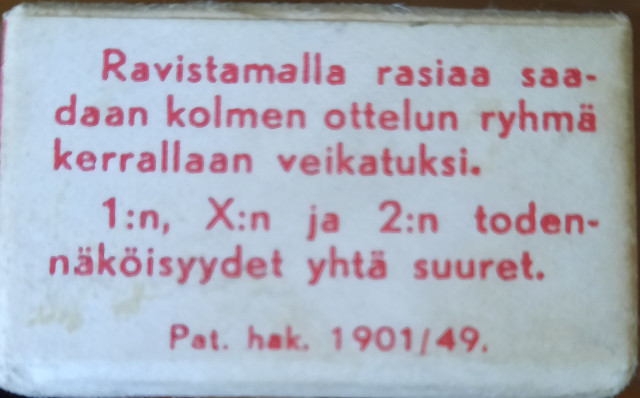 Ravistamalla rasiaa saa-
daan kolmen ottelun ryhmä
kerrallaan veikatuksi.
1:n, X:n ja 2:n toden-
näköisyydet yhtä suuret.
Pat. hak. 1901/49.